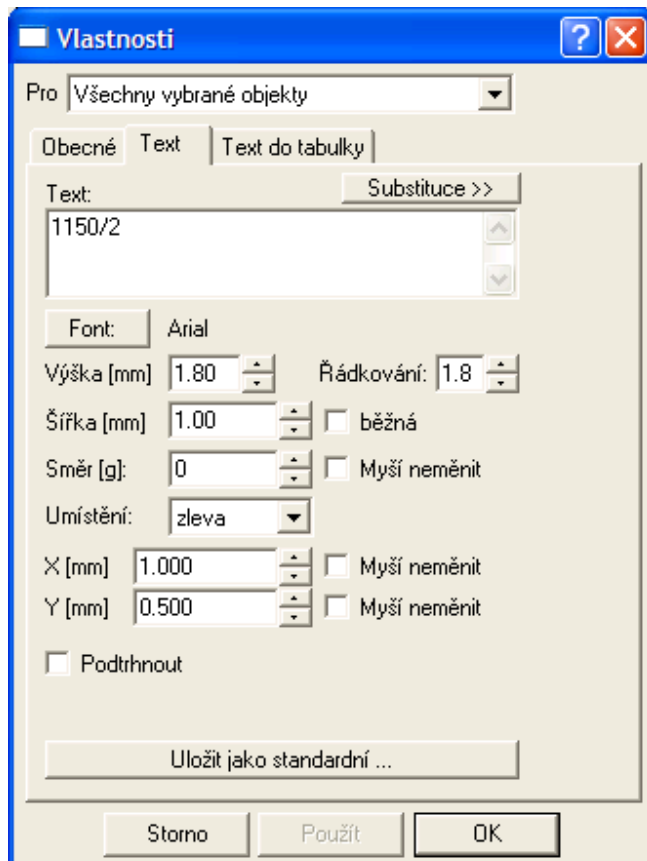 Vlastnosti
Pro Všechny vybrané objekty
Obecné Text Text do tabulky
Text: Substituce >>
1150/2
Font: Arial
Výška [mm] 1.80 Řádkování: 1.8
Šířka [mm] 1.00 běžná
Směr [g]: 0 Myší neměnit
Umístění: zleva
X [mm] 1.000 Myší neměnit
Y [mm] 0.500 Myší neměnit
Podtrhnout
Uložit jako standardní ...
Storno Použít OK